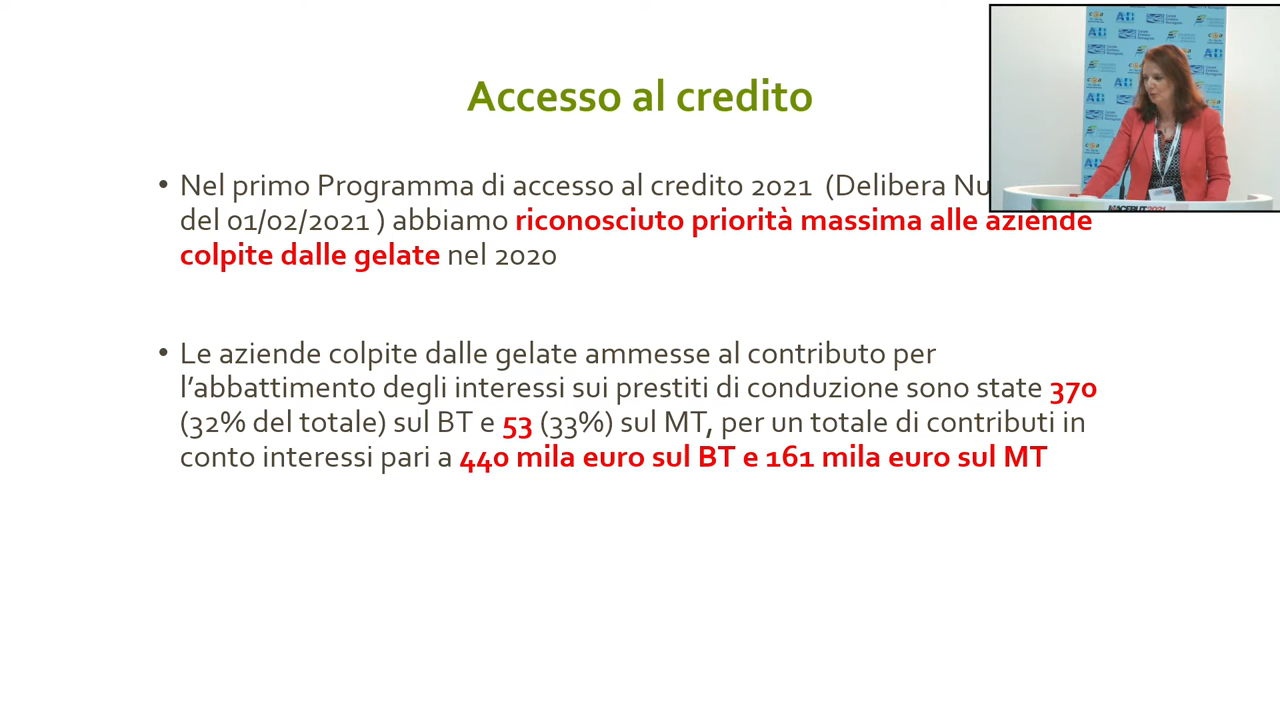 Accesso al credito
• Nel primo Programma di accesso al credito 2021 (Delibera
del 01/02/2021 ) abbiamo riconosciuto priorità massima alle aziende
colpite dalle gelate nel 2020
• Le aziende colpite dalle gelate ammesse al contributo per
l’abbattimento degli interessi sui prestiti di conduzione sono state 370
(32% del totale) sul BT e 53 (33%) sul MT, per un totale di contributi in
conto interessi pari a 440 mila euro sul BT e 161 mila euro sul MT